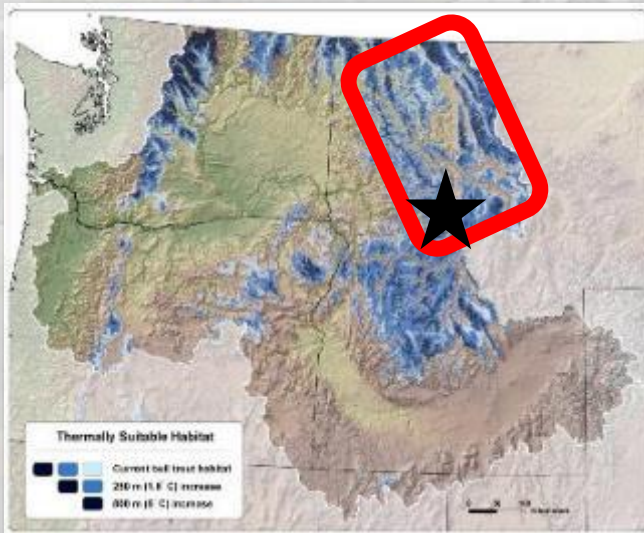 Thermally Suitable Habitat
Current bull trout habitat
250 m (1.6° C) increase
800 m (5° C) increase